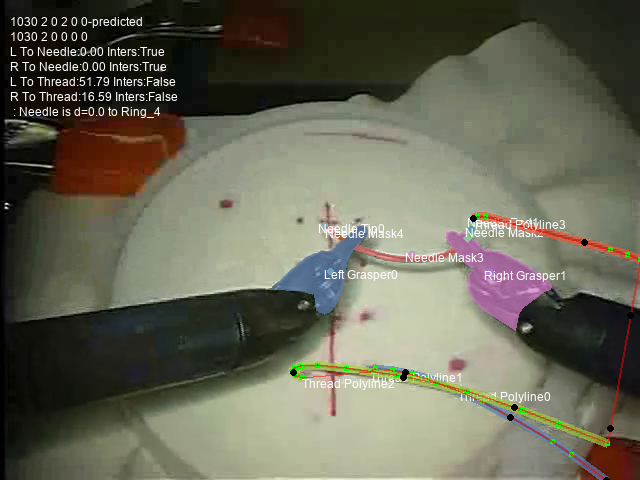 1030 2 0 2 0 0-predicted
1030 2 0 0 0 0
L To Needle:0.00 Inters:True
R To Needle:0.00 Inters:True
L To Thread:51.79 Inters:False
R To Thread:16.59 Inters:False
: Needle is d=0.0 to Ring_4
Thread Polyline3
Needle Mask2
Needle Tip0
Needle Mask4
Needle Mask3
Left Grasper0
Right Grasper1
Polyline1
Thread Polyline2
Thread Polyline0